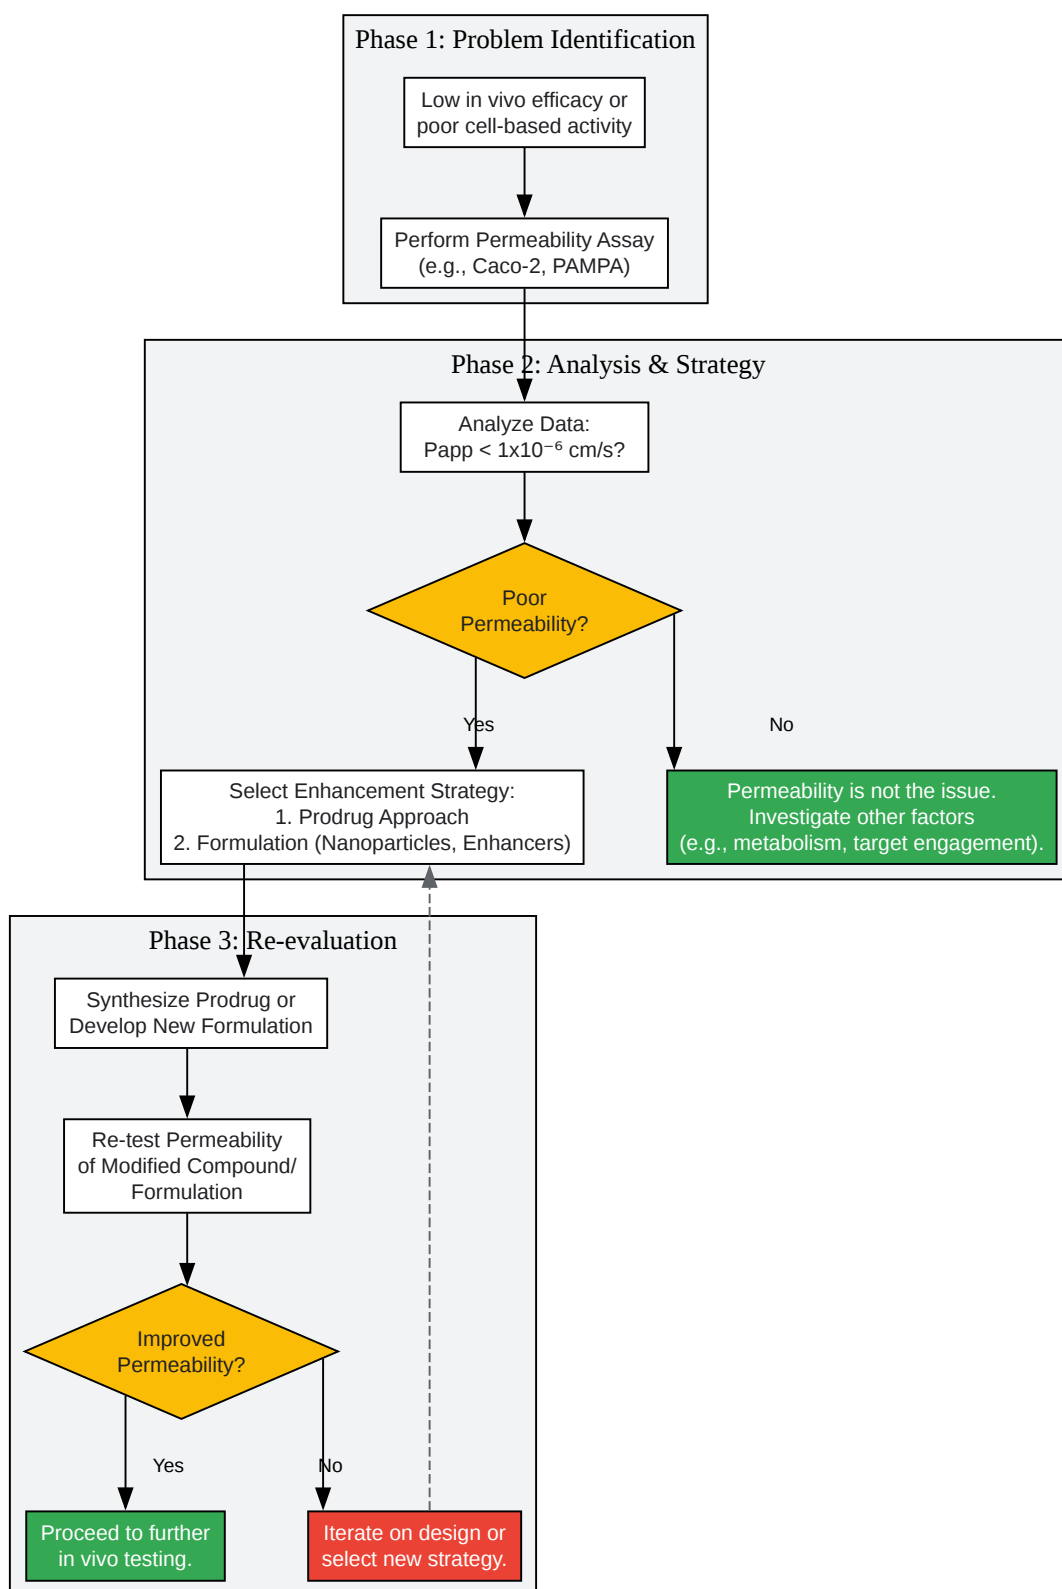 Phase 1: Problem Identification
Low in vivo efficacy or
poor cell-based activity
Perform Permeability Assay
(e.g., Caco-2, PAMPA)
Phase 2: Analysis & Strategy
Analyze Data:
Papp < 1x10⁻⁶ cm/s?
Poor
Permeability?
Yes
No
Select Enhancement Strategy:
1. Prodrug Approach
2. Formulation (Nanoparticles, Enhancers)
Permeability is not the issue.
Investigate other factors
(e.g., metabolism, target engagement).
Phase 3: Re-evaluation
Synthesize Prodrug or
Develop New Formulation
Re-test Permeability
of Modified Compound/
Formulation
Improved
Permeability?
Yes
No
Proceed to further
in vivo testing.
Iterate on design or
select new strategy.